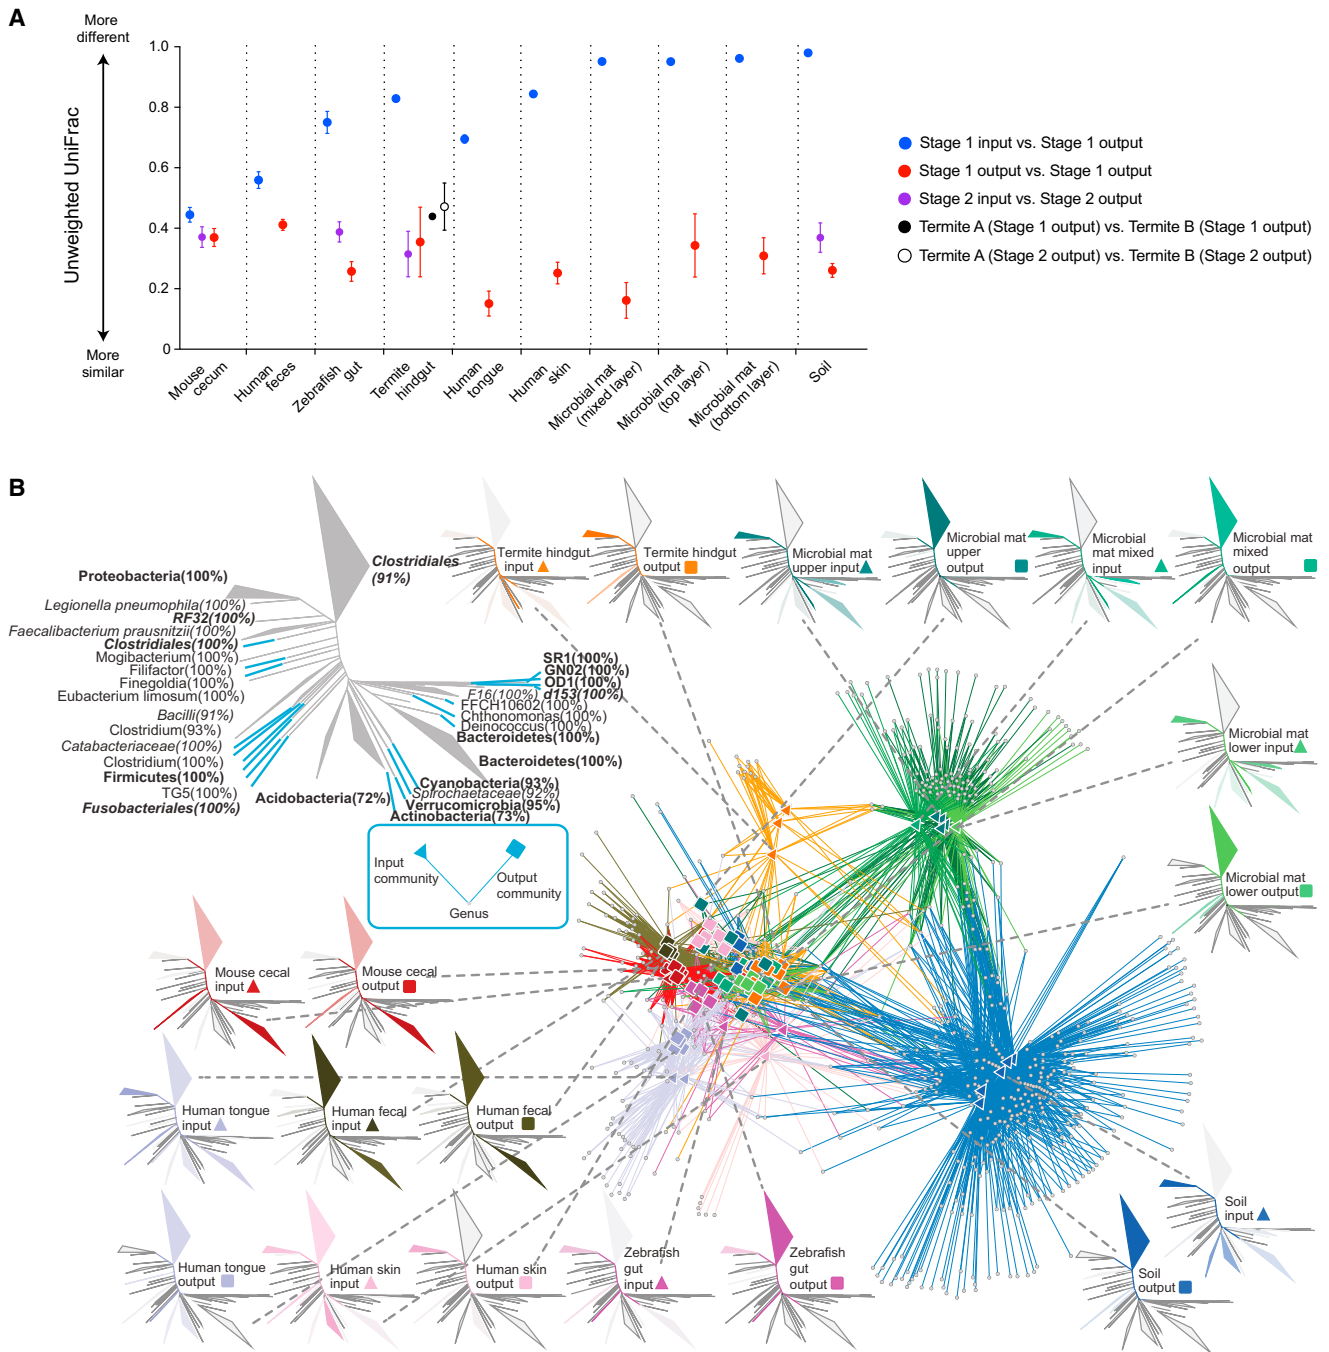 A
More
different
Unweighted UniFrac
More
similar
1.0
0.8
0.6
0.4
0.2
0
Mouse
cecum
Human
feces
Zebrafish
gut
Termite
hindgut
Human
tongue
Human
skin
Microbial mat
(mixed layer)
Microbial mat
(top layer)
Microbial mat
(bottom layer)
Soil
Stage 1 input vs. Stage 1 output
Stage 1 output vs. Stage 1 output
Stage 2 input vs. Stage 2 output
Termite A (Stage 1 output) vs. Termite B (Stage 1 output)
Termite A (Stage 2 output) vs. Termite B (Stage 2 output)
B
Clostridiales
(91%)
Proteobacteria(100%)
Legionella pneumophila(100%)
RF32(100%)
Faecalibacterium prausnitzii(100%)
Clostridiales(100%)
Mogibacterium(100%)
Filifactor(100%)
Finegoldia(100%)
Eubacterium limosum(100%)
Bacilli(91%)
Clostridium(93%)
Catabacteriaceae(100%)
Clostridium(100%)
Firmicutes(100%)
TG5(100%)
Fusobacteriales(100%)
SR1(100%)
GN02(100%)
OD1(100%)
F16(100%)
d153(100%)
FFCH10602(100%)
Chthonomonas(100%)
Deinococcus(100%)
Bacteroidetes(100%)
Bacteroidetes(100%)
Cyanobacteria(93%)
Spirochaetaceae(92%)
Verrucomicrobia(95%)
Actinobacteria(73%)
Acidobacteria(72%)
Input
community
Output
community
Genus
Termite hindgut
input
Termite hindgut
output
Microbial mat
upper input
Microbial mat
upper
output
Microbial
mat mixed
input
Microbial mat
mixed
output
Microbial mat
lower input
Microbial mat
lower output
Mouse cecal
input
Mouse cecal
output
Human tongue
input
Human fecal
input
Human fecal
output
Human tongue
output
Human skin
input
Human skin
output
Zebrafish
gut
input
Zebrafish
gut
output
Soil
input
Soil
output